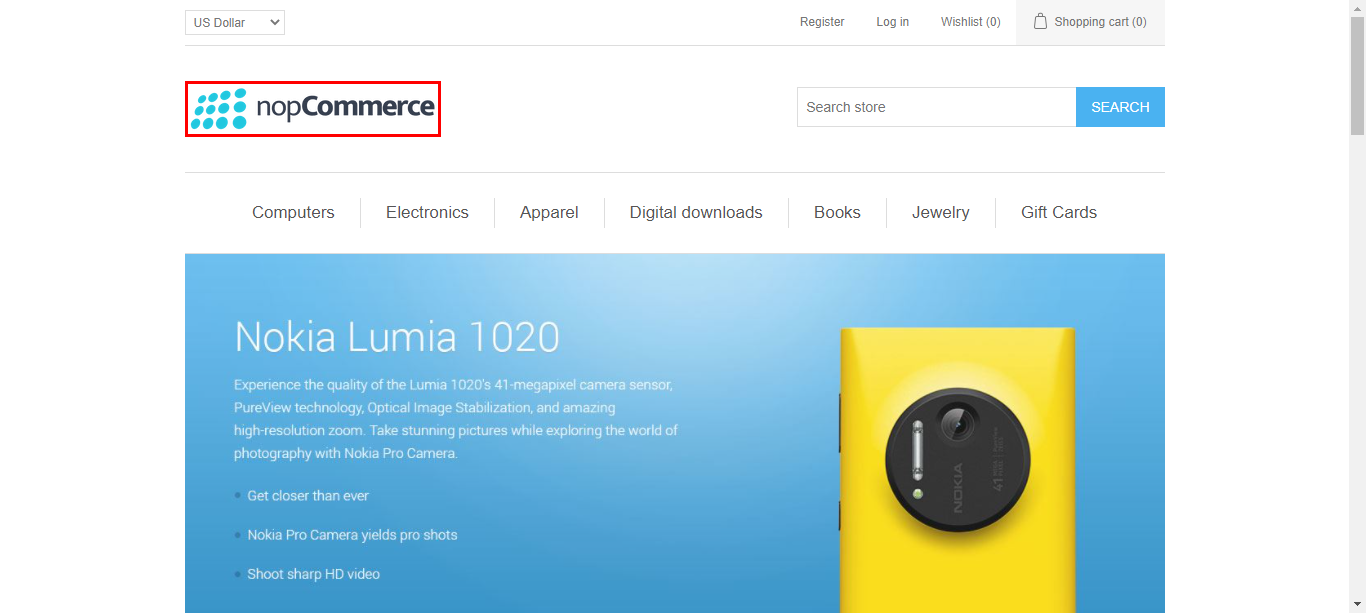 US Dollar
Register Log in Wishlist (0) Shopping cart (0)
nopCommerce
Search store SEARCH
Computers Electronics Apparel Digital downloads Books Jewelry Gift Cards
Nokia Lumia 1020
Experience the quality of the Lumia 1020's 41-megapixel camera sensor,
PureView technology, Optical Image Stabilization, and amazing
high-resolution zoom. Take stunning pictures while exploring the world of
photography with Nokia Pro Camera.
Get closer than ever
Nokia Pro Camera yields pro shots
Shoot sharp HD video
NOKIA
41